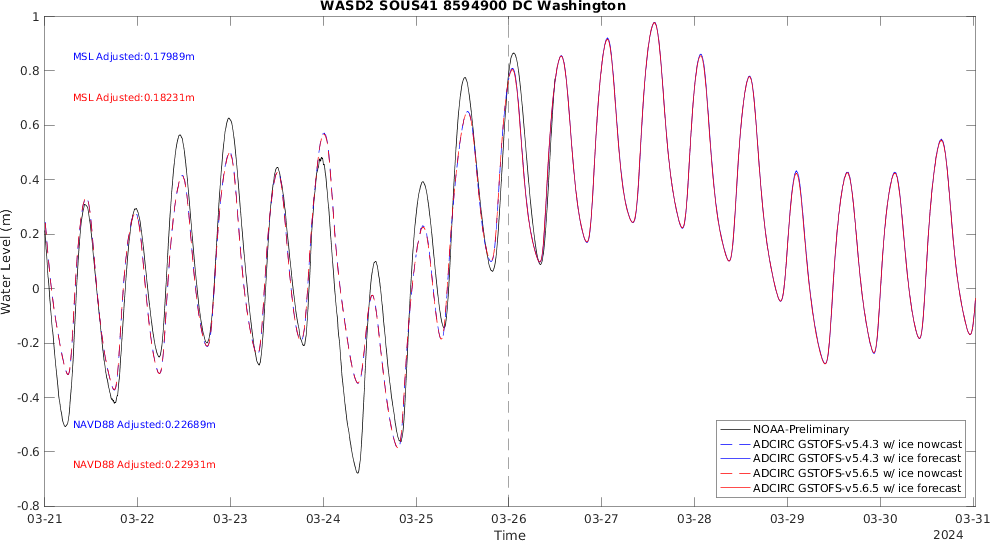 WASD2 SOUS41 8594900 DC Washington
MSL Adjusted:0.17989m
MSL Adjusted:0.18231m
NAVD88 Adjusted:0.22689m
NAVD88 Adjusted:0.22931m
Water Level (m)
1
0.8
0.6
0.4
0.2
0
-0.2
-0.4
-0.6
-0.8
NOAA-Preliminary
ADCIRC GSTOFS-v5.4.3 w/ ice nowcast
ADCIRC GSTOFS-v5.4.3 w/ ice forecast
ADCIRC GSTOFS-v5.6.5 w/ ice nowcast
ADCIRC GSTOFS-v5.6.5 w/ ice forecast
03-21 03-22 03-23 03-24 03-25 03-26 03-27 03-28 03-29 03-30 03-31
Time
2024